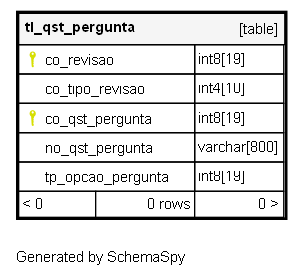 tl_qst_pergunta [table]
co_revisao int8[19]
co_tipo_revisao int4[10]
co_qst_pergunta int8[19]
no_qst_pergunta varchar[800]
tp_opcao_pergunta int8[19]
< 0 0 rows 0 >
Generated by SchemaSpy